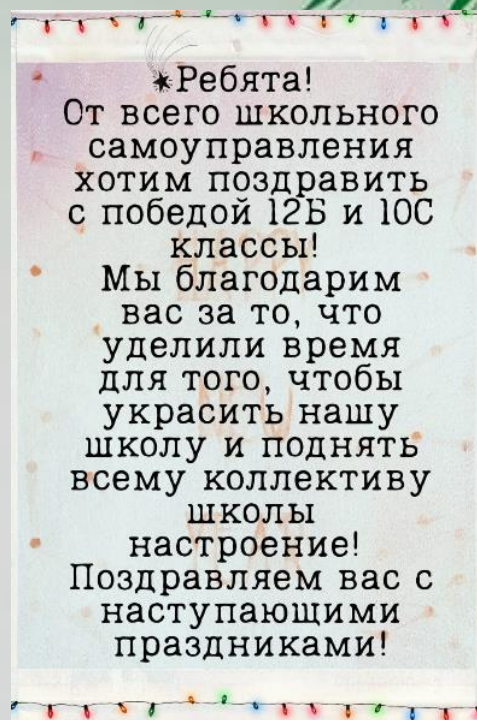 Ребята!
От всего школьного
самоуправления
хотим поздравить
с победой 12Б и 10С
классы!
Мы благодарим
вас за то, что
уделили время
для того, чтобы
украсить нашу
школу и поднять
всему коллективу
школы
настроение!
Поздравляем вас с
наступающими
праздниками!